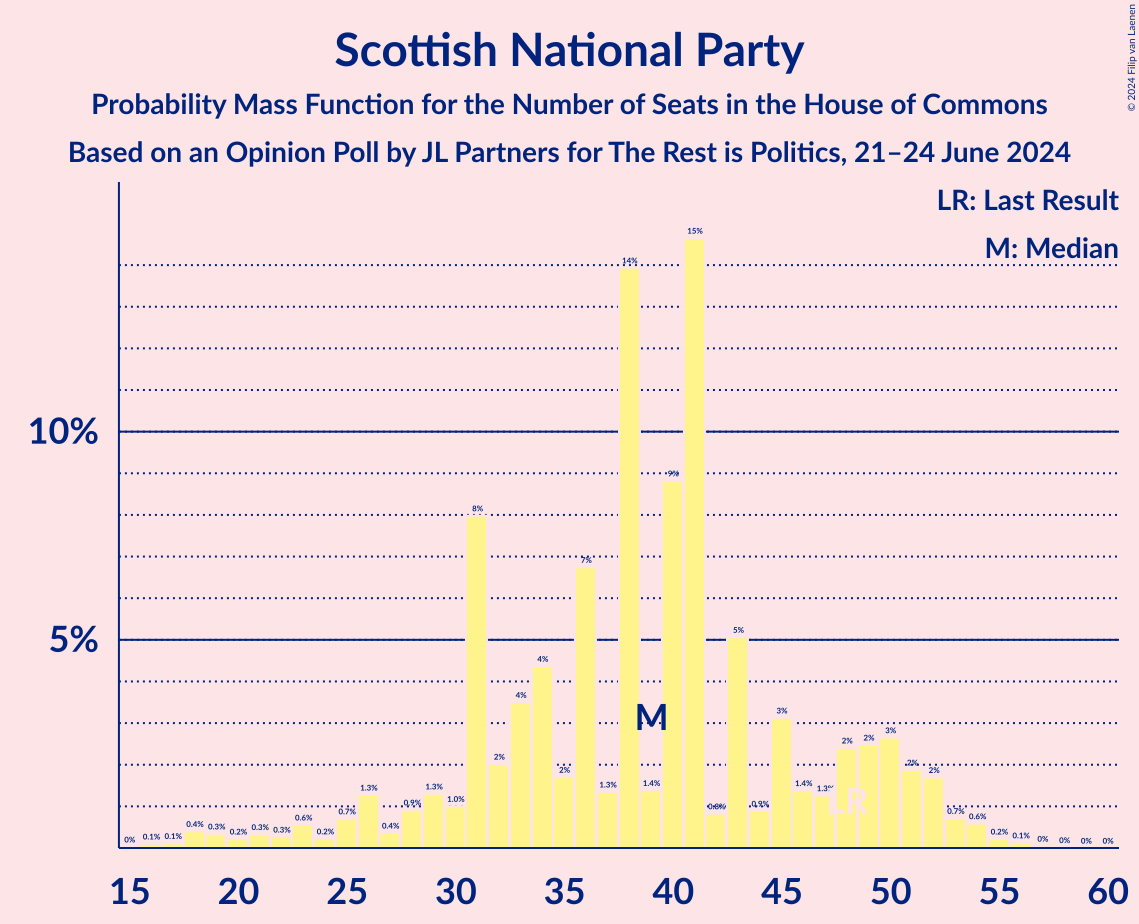 Scottish National Party
Probability Mass Function for the Number of Seats in the House of Commons
Based on an Opinion Poll by JL Partners for The Rest is Politics, 21–24 June 2024
© 2024 Filip van Laenen
LR: Last Result
M: Median
10%
5%
0% 0.1% 0.1% 0.4% 0.3% 0.2% 0.3% 0.3% 0.6% 0.2% 0.7% 1.3% 0.4% 0.9% 1.3% 1.0% 8% 2% 4% 4% 2% 7% 1.3% 14% 1.4% 9% 15% 0.8% 5% 0.9% 3% 1.4% 1.3% 2% 2% 3% 2% 2% 0.7% 0.6% 0.2% 0.1% 0% 0% 0% 0%
M
LR
15 20 25 30 35 40 45 50 55 60